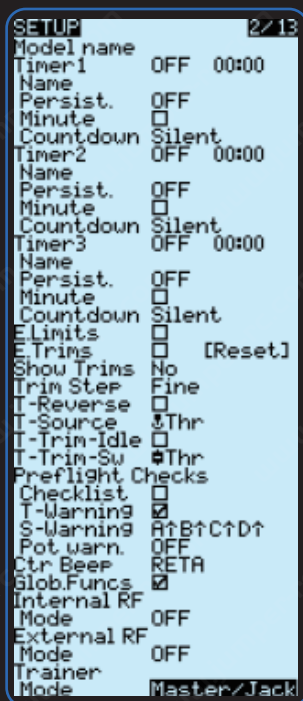 SETUP 2/13
Model name
Timer1 OFF 00:00
Name
Persist. OFF
Minute
Countdown Silent
Timer2 OFF 00:00
Name
Persist. OFF
Minute
Countdown Silent
Timer3 OFF 00:00
Name
Persist. OFF
Minute
Countdown Silent
E.Limits
E.Trims [Reset]
Show Trims No
Trim Step Fine
T-Reverse
T-Source Thr
T-Trim-Idle
T-Trim-Sw Thr
Preflight Checks
Checklist
T-Warning
S-Warning A↑B↑C↑D↑
Pot warn. OFF
Ctr Beep RETA
Glob.Funcs
Internal RF
Mode OFF
External RF
Mode OFF
Trainer
Mode Master/Jack